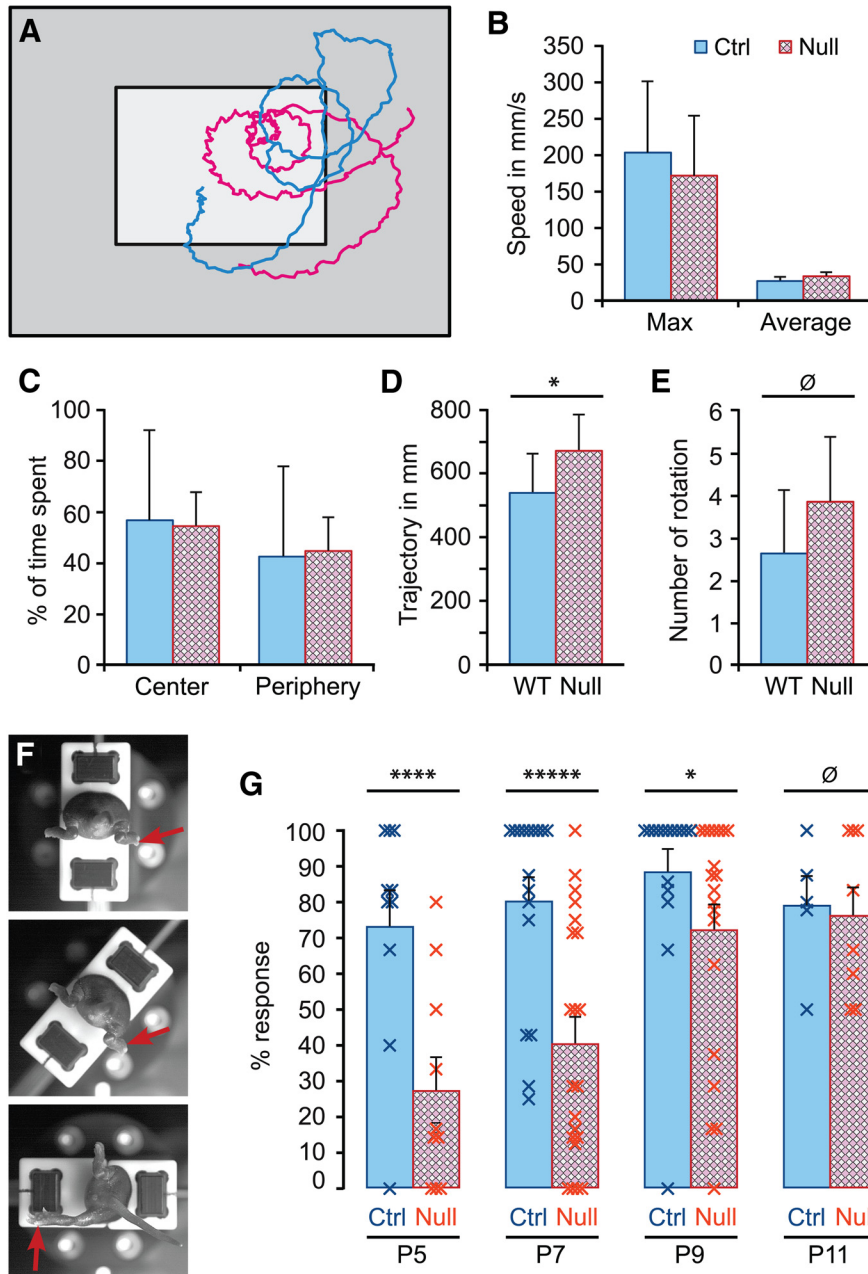 A
B
350
300
250
200
150
100
50
0
Speed in mm/s
Ctrl Null
Max Average
C
100
80
60
40
20
0
% of time spent
Center Periphery
D
*
800
600
400
200
0
Trajectory in mm
WT Null
E
Ø
6
5
4
3
2
1
0
Number of rotation
WT Null
F
G
**** ***** * Ø
100
90
80
70
60
50
40
30
20
10
0
% response
Ctrl Null Ctrl Null Ctrl Null Ctrl Null
P5 P7 P9 P11